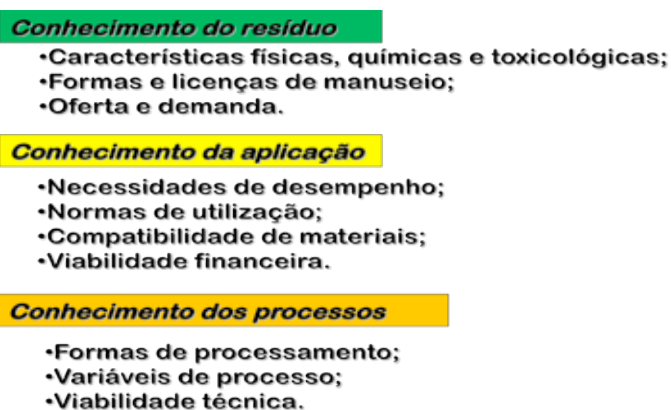 Conhecimento do resíduo
•Características físicas, químicas e toxicológicas;
•Formas e licenças de manuseio;
•Oferta e demanda.
Conhecimento da aplicação
•Necessidades de desempenho;
•Normas de utilização;
•Compatibilidade de materiais;
•Viabilidade financeira.
Conhecimento dos processos
•Formas de processamento;
•Variáveis de processo;
•Viabilidade técnica.